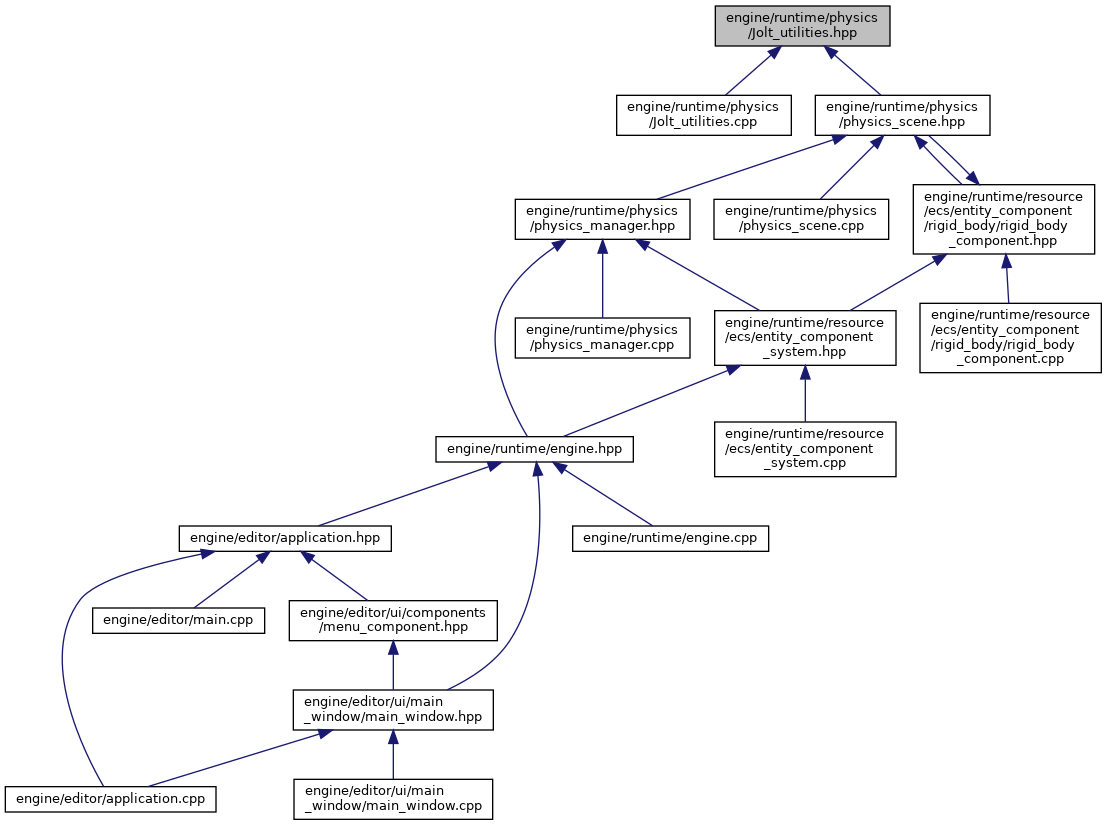 engine/runtime/physics
/Jolt_utilities.hpp
engine/runtime/physics
/Jolt_utilities.cpp
engine/runtime/physics
/physics_scene.hpp
engine/runtime/physics
/physics_manager.hpp
engine/runtime/physics
/physics_scene.cpp
engine/runtime/resource
/ecs/entity_component
/rigid_body/rigid_body
_component.hpp
engine/runtime/physics
/physics_manager.cpp
engine/runtime/resource
/ecs/entity_component
_system.hpp
engine/runtime/resource
/ecs/entity_component
/rigid_body/rigid_body
_component.cpp
engine/runtime/engine.hpp
engine/runtime/resource
/ecs/entity_component
_system.cpp
engine/editor/application.hpp
engine/runtime/engine.cpp
engine/editor/main.cpp
engine/editor/ui/components
/menu_component.hpp
engine/editor/ui/main
_window/main_window.hpp
engine/editor/application.cpp
engine/editor/ui/main
_window/main_window.cpp